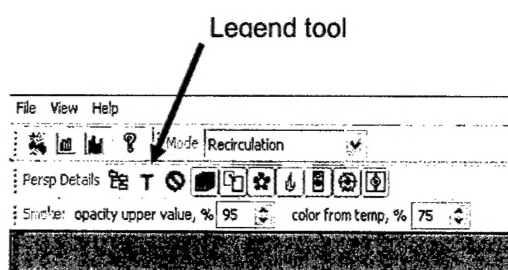 Legend tool
File View Help
Mode Recirculation
Persp Details T
Smoke: opacity upper value, % 95 color from temp, % 75